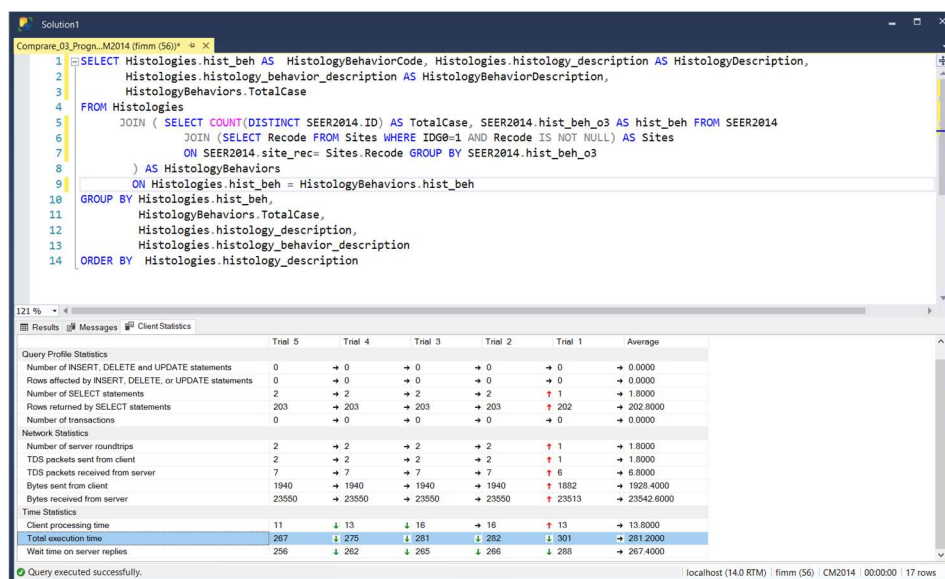 Solution1
Comprare_03_Progn...M2014 (fimm (56))*
1 SELECT Histologies.hist_beh AS HistologyBehaviorCode, Histologies.histology_description AS HistologyDescription,
2 Histologies.histology_behavior_description AS HistologyBehaviorDescription,
3 HistologyBehaviors.TotalCase
4 FROM Histologies
5 JOIN ( SELECT COUNT(DISTINCT SEER2014.ID) AS TotalCase, SEER2014.hist_beh_o3 AS hist_beh FROM SEER2014
6 JOIN (SELECT Recode FROM Sites WHERE IDG0=1 AND Recode IS NOT NULL) AS Sites
7 ON SEER2014.site_rec= Sites.Recode GROUP BY SEER2014.hist_beh_o3
8 ) AS HistologyBehaviors
9 ON Histologies.hist_beh = HistologyBehaviors.hist_beh
10 GROUP BY Histologies.hist_beh,
11 HistologyBehaviors.TotalCase,
12 Histologies.histology_description,
13 Histologies.histology_behavior_description
14 ORDER BY Histologies.histology_description
121 %
Results Messages Client Statistics
Trial 5 Trial 4 Trial 3 Trial 2 Trial 1 Average
Query Profile Statistics
Number of INSERT, DELETE and UPDATE statements 0 → 0 → 0 → 0 → 0 → 0.0000
Rows affected by INSERT, DELETE, or UPDATE statements 0 → 0 → 0 → 0 → 0 → 0.0000
Number of SELECT statements 2 → 2 → 2 → 2 ↑ 1 → 1.8000
Rows returned by SELECT statements 203 → 203 → 203 → 203 ↑ 202 → 202.8000
Number of transactions 0 → 0 → 0 → 0 → 0 → 0.0000
Network Statistics
Number of server roundtrips 2 → 2 → 2 → 2 ↑ 1 → 1.8000
TDS packets sent from client 2 → 2 → 2 → 2 ↑ 1 → 1.8000
TDS packets received from server 7 → 7 → 7 → 7 ↑ 6 → 6.8000
Bytes sent from client 1940 → 1940 → 1940 → 1940 ↑ 1882 → 1928.4000
Bytes received from server 23550 → 23550 → 23550 → 23550 ↑ 23513 → 23542.6000
Time Statistics
Client processing time 11 ↓ 13 ↓ 16 → 16 ↑ 13 → 13.8000
Total execution time 267 ↓ 275 ↓ 281 ↓ 282 ↓ 301 → 281.2000
Wait time on server replies 256 ↓ 262 ↓ 265 ↓ 266 ↓ 288 → 267.4000
Query executed successfully. localhost (14.0 RTM) fimm (56) CM2014 00:00:00 17 rows